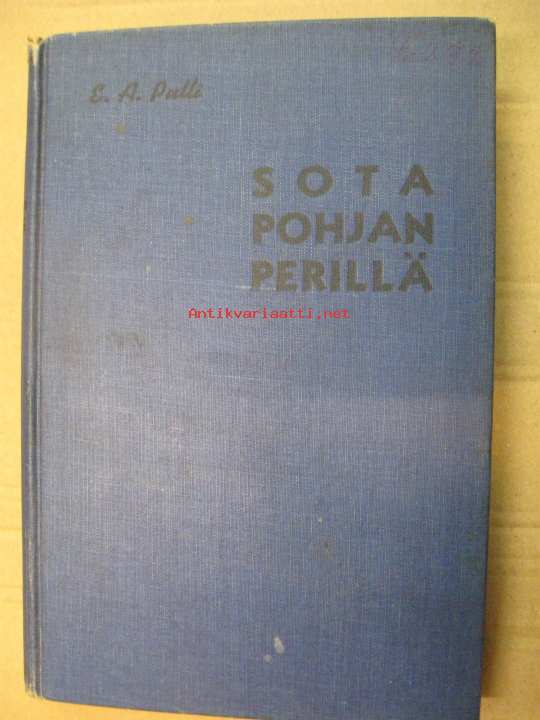 E. A. Pulli
SOTA
POHJAN
PERILLÄ
Antikvariaatti.net